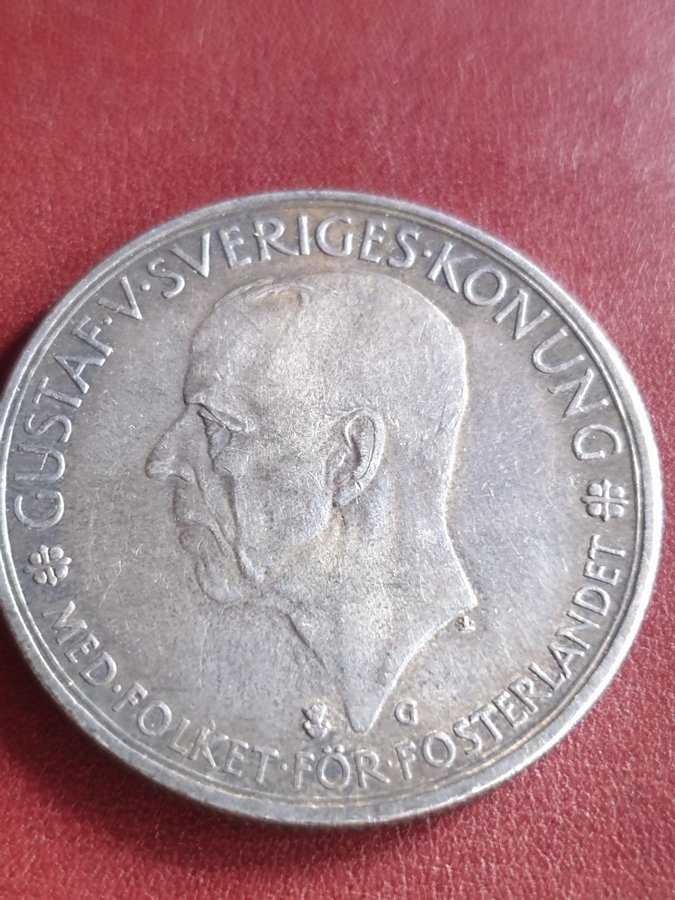 GUSTAF·V·SVERIGES·KONUNG
MED·FOLKET·FÖR·FOSTERLANDET
G